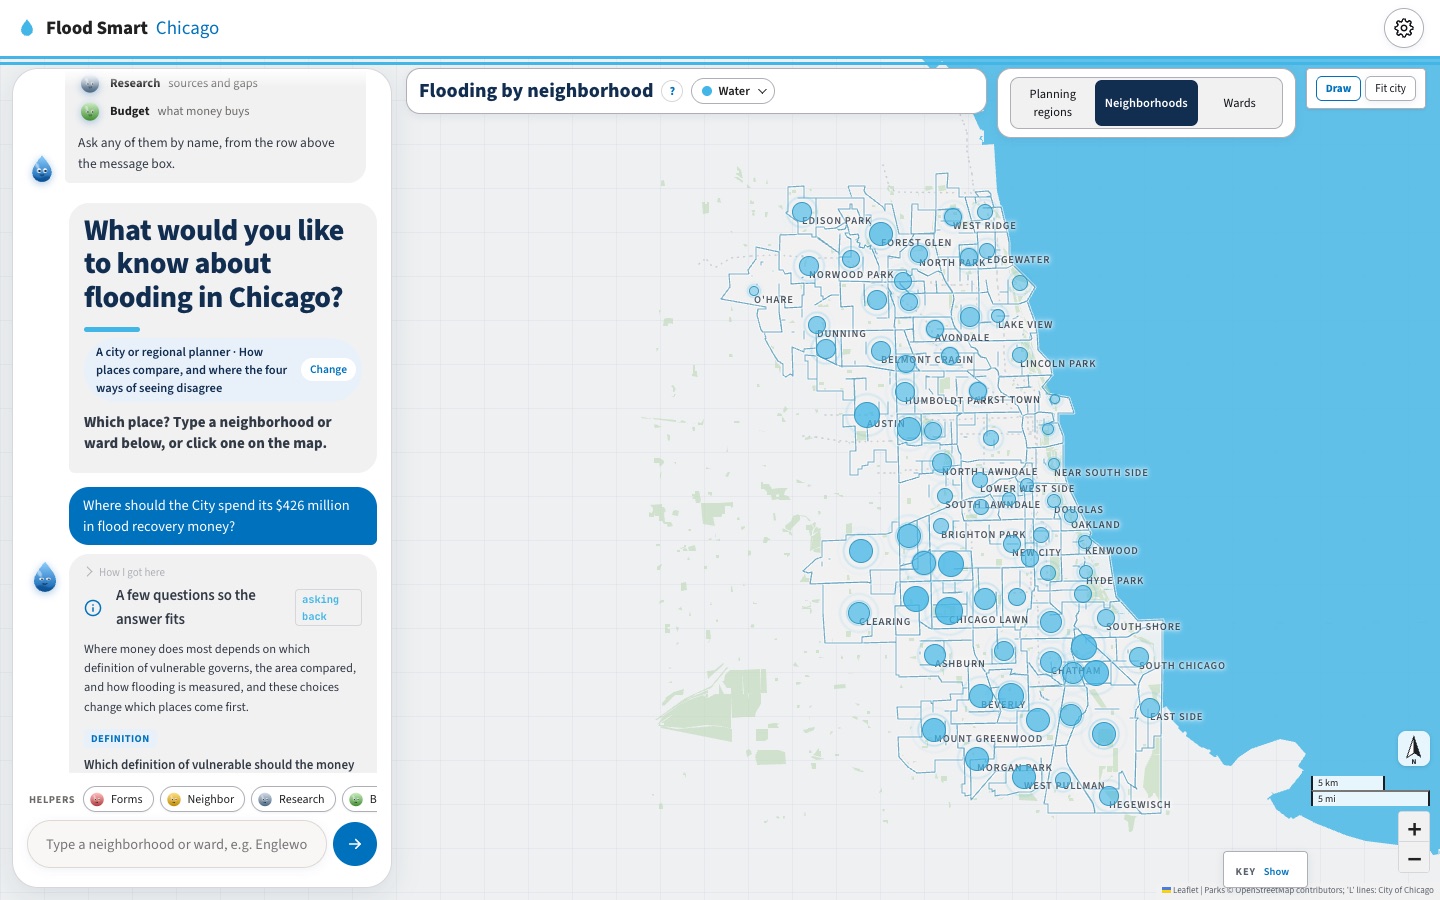 Flood Smart Chicago
Research sources and gaps
Budget what money buys
Ask any of them by name, from the row above
the message box.
What would you like
to know about
flooding in Chicago?
A city or regional planner · How
places compare, and where the four
ways of seeing disagree
Change
Which place? Type a neighborhood or
ward below, or click one on the map.
Where should the City spend its $426 million
in flood recovery money?
How I got here
A few questions so the
answer fits
asking
back
Where money does most depends on which
definition of vulnerable governs, the area compared,
and how flooding is measured, and these choices
change which places come first.
DEFINITION
Which definition of vulnerable should the money
HELPERS Forms Neighbor Research B
Type a neighborhood or ward, e.g. Englewo
Flooding by neighborhood ? Water
Planning
regions
Neighborhoods
Wards
Draw Fit city
EDISON PARK
WEST RIDGE
FOREST GLEN
NORTH PARK
EDGEWATER
NORWOOD PARK
O'HARE
LAKE VIEW
DUNNING
AVONDALE
BELMONT CRAGIN
LINCOLN PARK
HUMBOLDT PARK
WEST TOWN
AUSTIN
NORTH LAWNDALE
NEAR SOUTH SIDE
LOWER WEST SIDE
SOUTH LAWNDALE
DOUGLAS
OAKLAND
BRIGHTON PARK
NEW CITY
KENWOOD
HYDE PARK
CLEARING
CHICAGO LAWN
SOUTH SHORE
ASHBURN
CHATHAM
SOUTH CHICAGO
BEVERLY
EAST SIDE
MOUNT GREENWOOD
MORGAN PARK
WEST PULLMAN
HEGEWISCH
N
5 km
5 mi
+
−
KEY Show
Leaflet | Parks © OpenStreetMap contributors; 'L' lines: City of Chicago